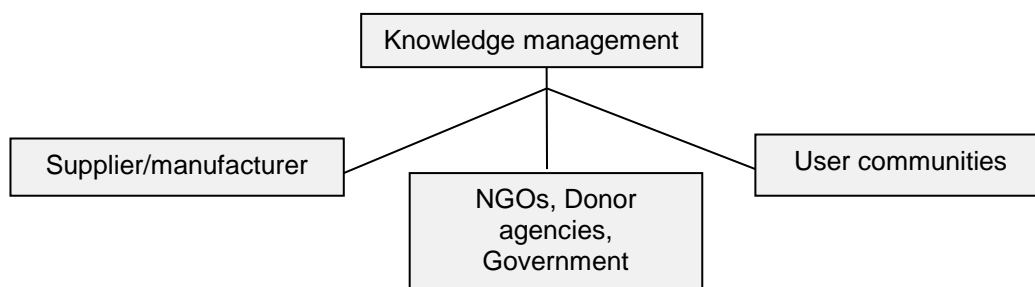 Knowledge management
Supplier/manufacturer
User communities
NGOs, Donor
agencies,
Government